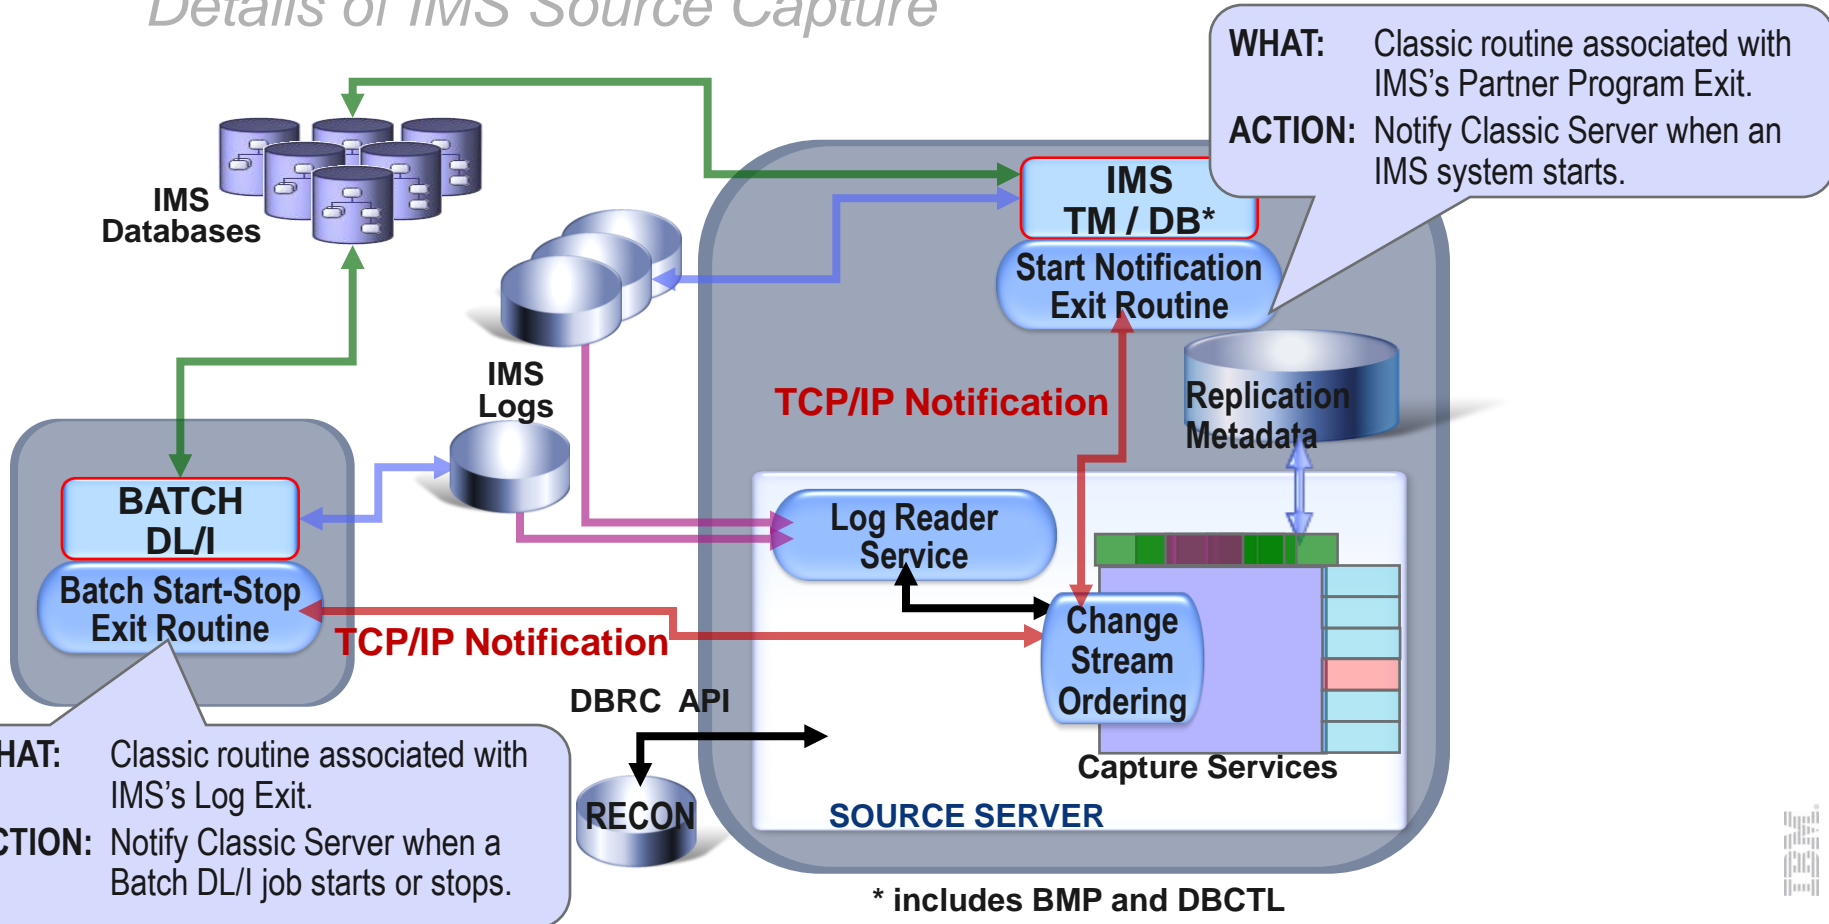 Details of IMS Source Capture
WHAT: Classic routine associated with
IMS's Partner Program Exit.
ACTION: Notify Classic Server when an
IMS system starts.
IMS
Databases
IMS
TM / DB*
Start Notification
Exit Routine
IMS
Logs
TCP/IP Notification
Replication
Metadata
BATCH
DL/I
Batch Start-Stop
Exit Routine
Log Reader
Service
TCP/IP Notification
Change
Stream
Ordering
DBRC API
Capture Services
RECON
SOURCE SERVER
HAT: Classic routine associated with
IMS's Log Exit.
CTION: Notify Classic Server when a
Batch DL/I job starts or stops.
* includes BMP and DBCTL
IBM